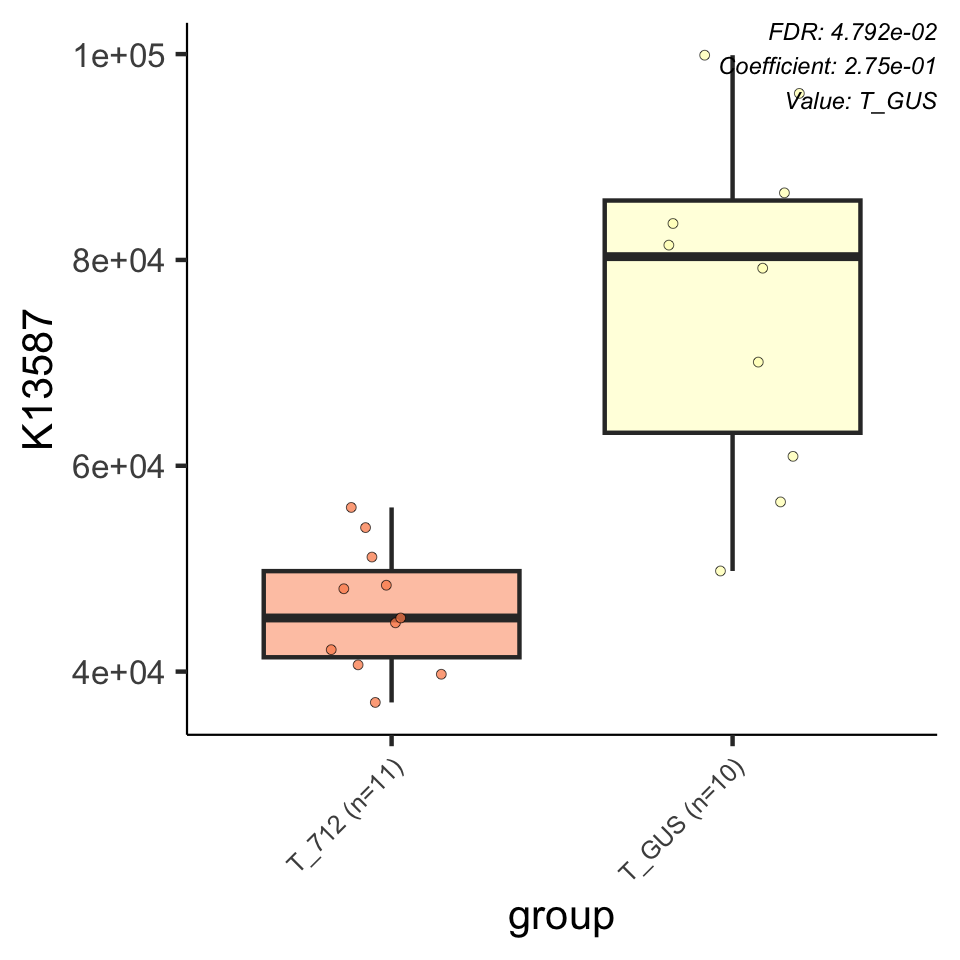 FDR: 4.792e-02
Coefficient: 2.75e-01
Value: T_GUS
1e+05
8e+04
6e+04
4e+04
K13587
T_712 (n=11)
T_GUS (n=10)
group